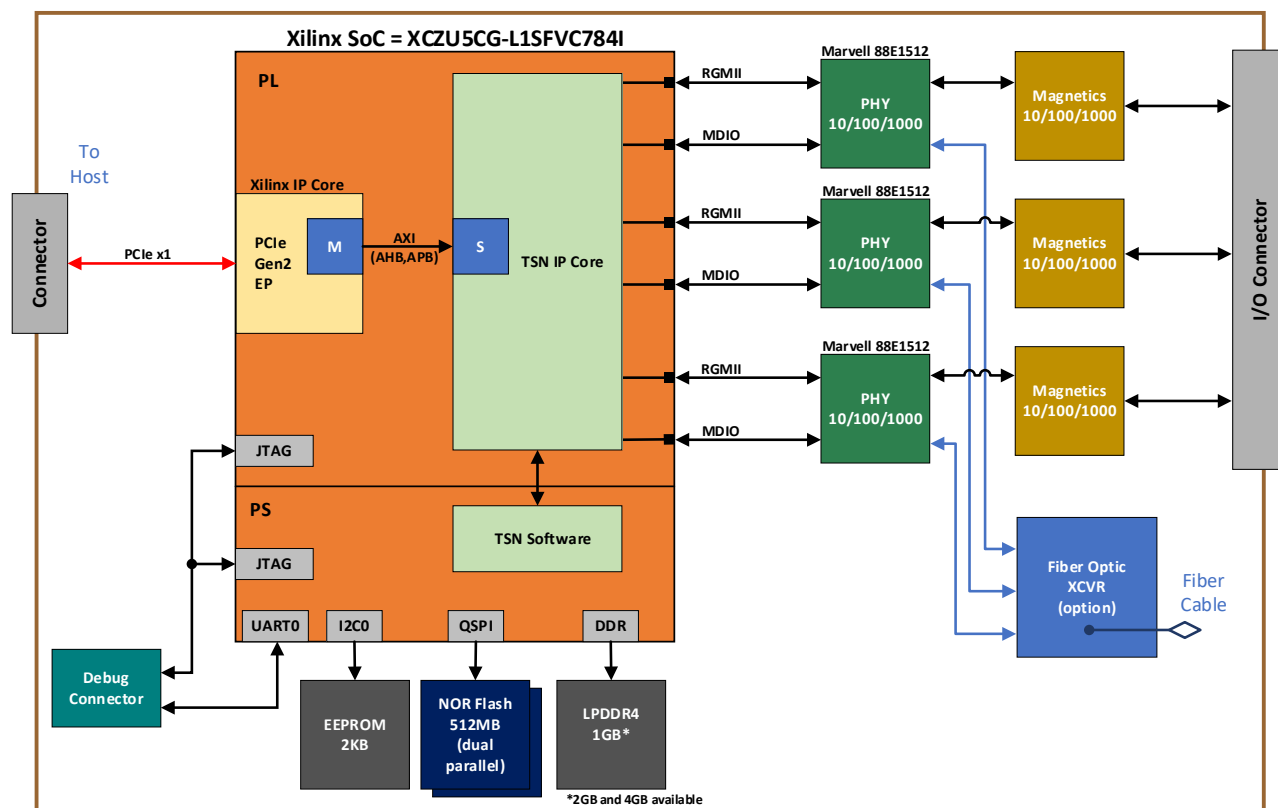 Xilinx SoC = XCZU5CG-L1SFVC784I
PL
To
Host
Connector
PCIe x1
Xilinx IP Core
PCIe
Gen2
EP
M
AXI
(AHB,APB)
S
TSN IP Core
RGMII
MDIO
RGMII
MDIO
RGMII
MDIO
Marvell 88E1512
PHY
10/100/1000
Marvell 88E1512
PHY
10/100/1000
Marvell 88E1512
PHY
10/100/1000
Magnetics
10/100/1000
Magnetics
10/100/1000
Magnetics
10/100/1000
I/O Connector
JTAG
PS
TSN Software
JTAG
UART0
I2C0
QSPI
DDR
Fiber Optic
XCVR
(option)
Fiber
Cable
Debug
Connector
EEPROM
2KB
NOR Flash
512MB
(dual
parallel)
LPDDR4
1GB*
*2GB and 4GB available